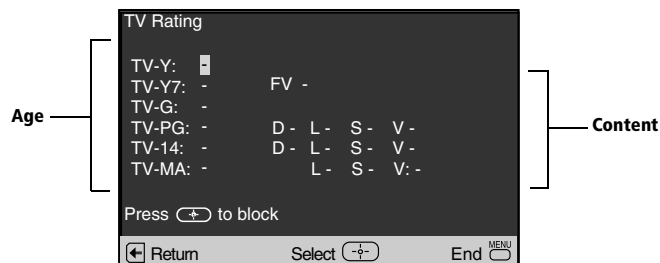 TV Rating
TV-Y: -
TV-Y7: - FV -
TV-G: -
TV-PG: - D - L - S - V -
TV-14: - D - L - S - V -
TV-MA: - L - S - V: -
Age
Content
Press to block
Return Select End MENU